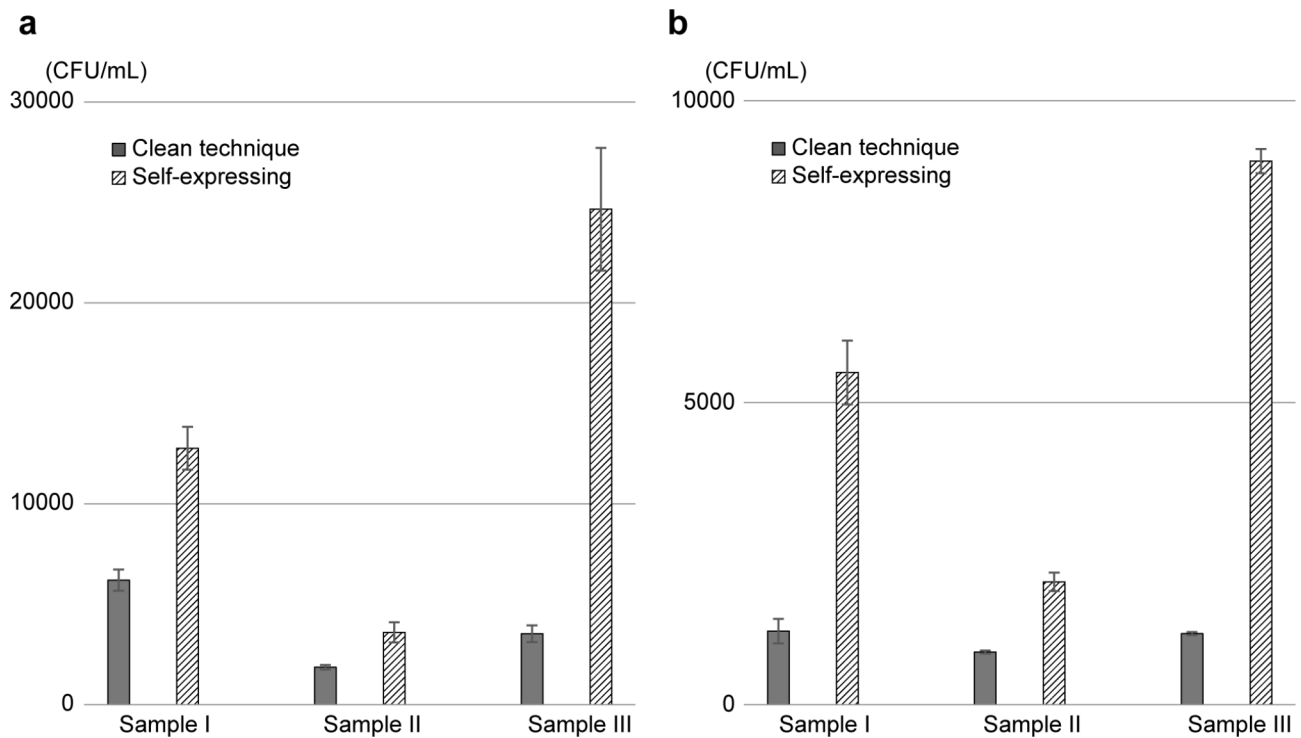 a
(CFU/mL)
30000
Clean technique
Self-expressing
20000
10000
0
Sample I
Sample II
Sample III
b
(CFU/mL)
10000
Clean technique
Self-expressing
5000
0
Sample I
Sample II
Sample III